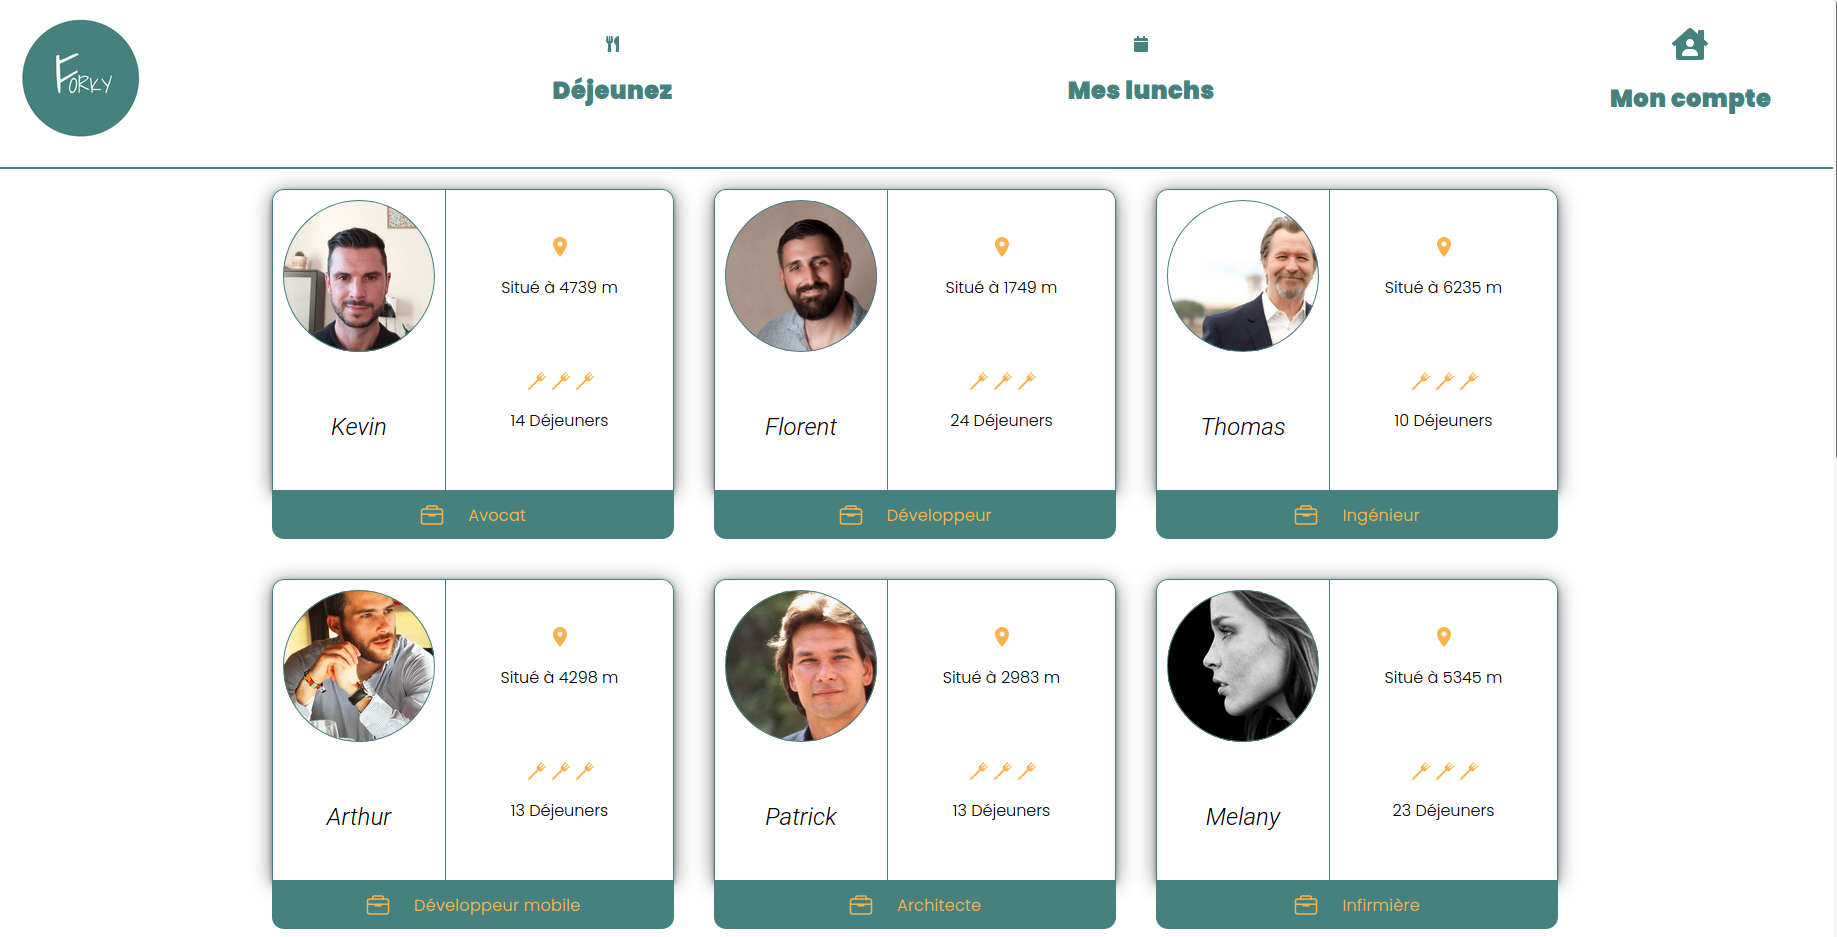 Forky
Déjeunez
Mes lunchs
Mon compte
Situé à 4739 m
14 Déjeuners
Kevin
Avocat
Situé à 1749 m
24 Déjeuners
Florent
Développeur
Situé à 6235 m
10 Déjeuners
Thomas
Ingénieur
Situé à 4298 m
13 Déjeuners
Arthur
Développeur mobile
Situé à 2983 m
13 Déjeuners
Patrick
Architecte
Situé à 5345 m
23 Déjeuners
Melany
Infirmière